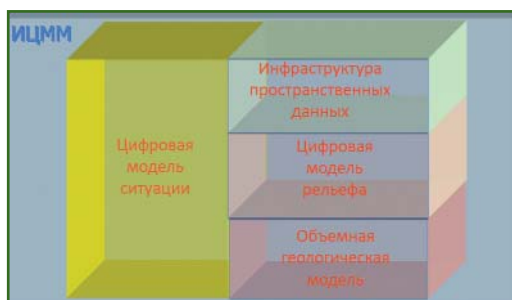 ИЦММ
Инфраструктура
пространственных
данных
Цифровая
модель
ситуации
Цифровая
модель
рельефа
Объемная
геологическая
модель